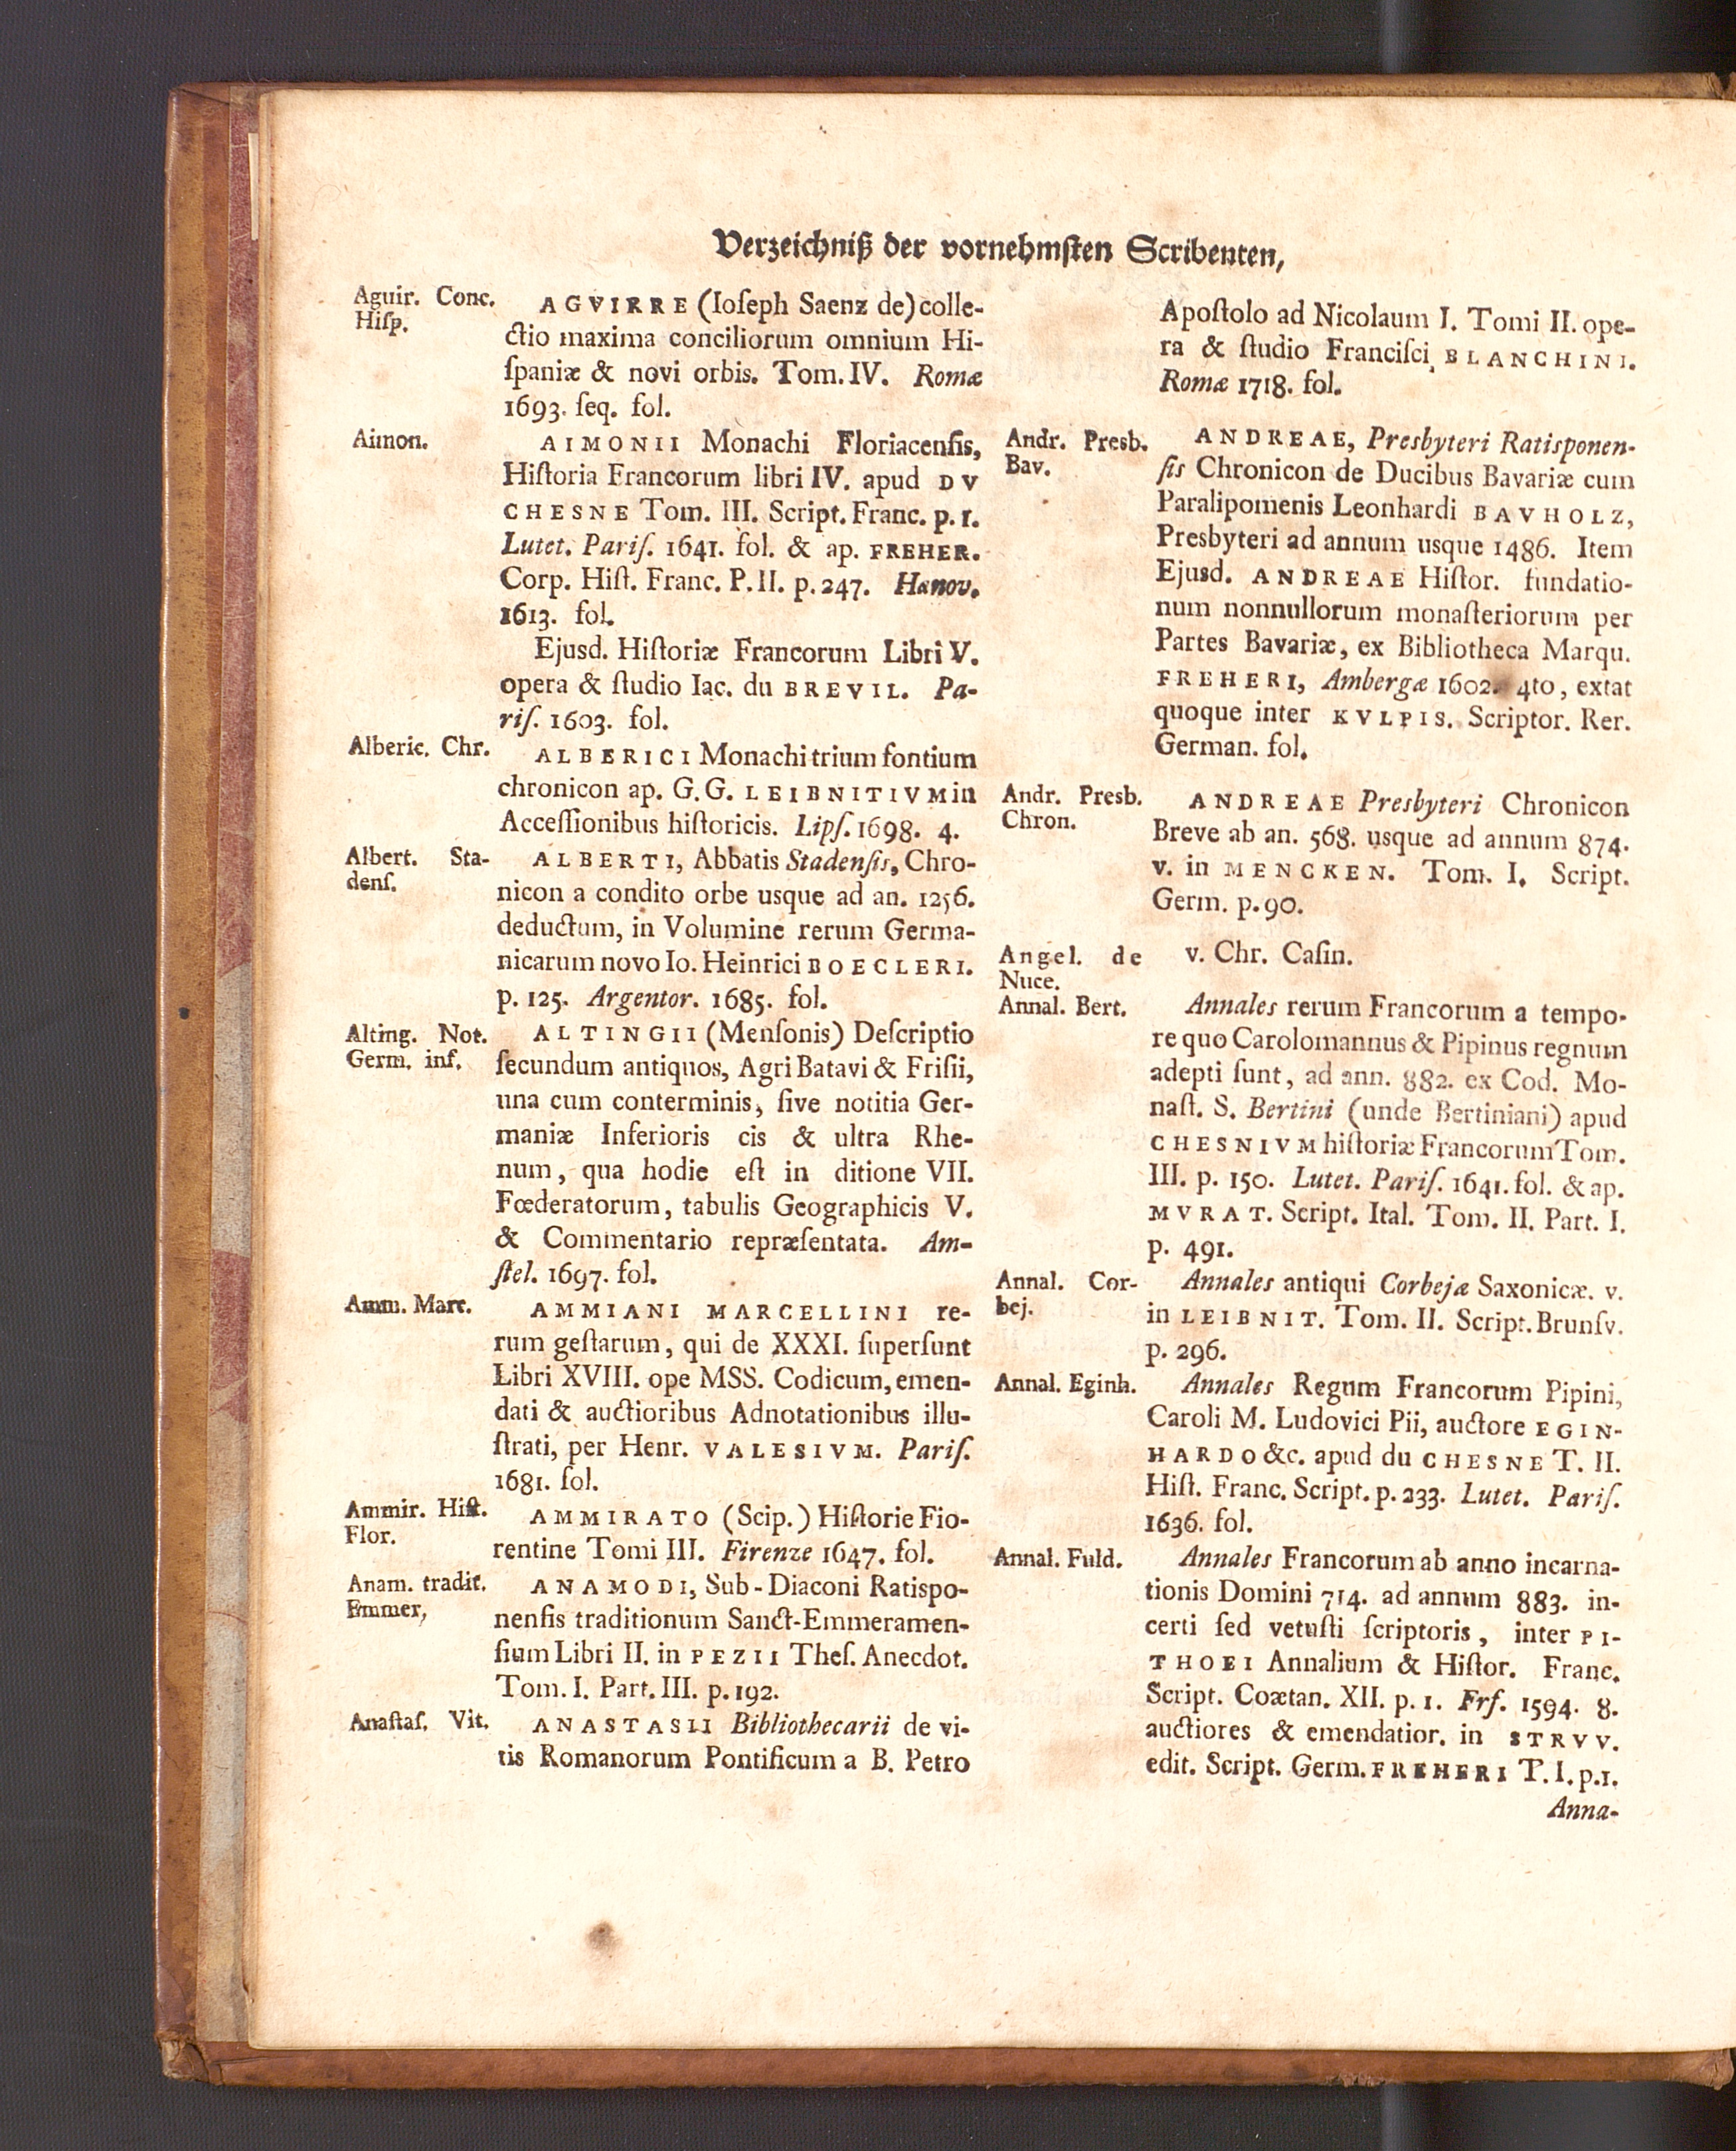 Verzeichniß der vornehmſten Scribenten,
Aguir. Conc.
Hiſp.
AGVIRRE (Ioſeph Saenz de) colle-
ctio maxima conciliorum omnium Hi-
ſpaniæ & novi orbis. Tom. IV. Romæ
1693. ſeq. fol.
Aimon.
AIMONII Monachi Floriacenſis,
Hiſtoria Francorum libri IV. apud DV
CHESNE Tom. III. Script. Franc. p. 1.
Lutet. Pariſ. 1641. fol. & ap. FREHER.
Corp. Hiſt. Franc. P. II. p. 247. Hanov.
1613. fol.
Ejusd. Hiſtoriæ Francorum Libri V.
opera & ſtudio Iac. du BREVIL. Pa-
riſ. 1603. fol.
Alberic. Chr.
ALBERICI Monachi trium fontium
chronicon ap. G. G. LEIBNITIVM in
Acceſſionibus hiſtoricis. Lipſ. 1698. 4.
Albert. Sta-
denſ.
ALBERTI, Abbatis Stadenſis, Chro-
nicon a condito orbe usque ad an. 1256.
deductum, in Volumine rerum Germa-
nicarum novo Io. Heinrici BOECLERI.
p. 125. Argentor. 1685. fol.
Alting. Not.
Germ. inf.
ALTINGII (Menſonis) Deſcriptio
ſecundum antiquos, Agri Batavi & Friſii,
una cum conterminis, ſive notitia Ger-
maniæ Inferioris cis & ultra Rhe-
num, qua hodie eſt in ditione VII.
Fœderatorum, tabulis Geographicis V.
& Commentario repræſentata. Am-
ſtel. 1697. fol.
Amm. Marc.
AMMIANI MARCELLINI re-
rum geſtarum, qui de XXXI. ſuperſunt
Libri XVIII. ope MSS. Codicum, emen-
dati & auctioribus Adnotationibus illu-
ſtrati, per Henr. VALESIVM. Pariſ.
1681. fol.
Ammir. Hiſt.
Flor.
AMMIRATO (Scip.) Hiſtorie Fio-
rentine Tomi III. Firenze 1647. fol.
Anam. tradit.
Emmer,
ANAMODI, Sub-Diaconi Ratispo-
nenſis traditionum Sanct-Emmeramen-
ſium Libri II. in PEZII Theſ. Anecdot.
Tom. I. Part. III. p. 192.
Anaſtaſ. Vit.
ANASTASII Bibliothecarii de vi-
tis Romanorum Pontificum a B. Petro
Apoſtolo ad Nicolaum I. Tomi II. ope-
ra & ſtudio Franciſci BLANCHINI.
Romæ 1718. fol.
Andr. Presb.
Bav.
ANDREAE, Presbyteri Ratisponen-
ſis Chronicon de Ducibus Bavariæ cum
Paralipomenis Leonhardi BAVHOLZ,
Presbyteri ad annum usque 1486. Item
Ejusd. ANDREAE Hiſtor. fundatio-
num nonnullorum monaſteriorum per
Partes Bavariæ, ex Bibliotheca Marqu.
FREHERI, Ambergæ 1602. 4to, extat
quoque inter KVLPIS. Scriptor. Rer.
German. fol.
Andr. Presb.
Chron.
ANDREAE Presbyteri Chronicon
Breve ab an. 568. usque ad annum 874.
v. in MENCKEN. Tom. I. Script.
Germ. p. 90.
Angel. de
Nuce.
v. Chr. Caſin.
Annal. Bert.
Annales rerum Francorum a tempo-
re quo Carolomannus & Pipinus regnum
adepti ſunt, ad ann. 882. ex Cod. Mo-
naſt. S. Bertini (unde Bertiniani) apud
CHESNIVM hiſtoriæ Francorum Tom.
III. p. 150. Lutet. Pariſ. 1641. fol. & ap.
MVRAT. Script. Ital. Tom. II. Part. I.
p. 491.
Annal. Cor-
bej.
Annales antiqui Corbejæ Saxonicæ. v.
in LEIBNIT. Tom. II. Script. Brunſv.
p. 296.
Annal. Eginh.
Annales Regum Francorum Pipini,
Caroli M. Ludovici Pii, auctore EGIN-
HARDO &c. apud du CHESNE T. II.
Hiſt. Franc. Script. p. 233. Lutet. Pariſ.
1636. fol.
Annal. Fuld.
Annales Francorum ab anno incarna-
tionis Domini 714. ad annum 883. in-
certi ſed vetuſti ſcriptoris, inter PI-
THOEI Annalium & Hiſtor. Franc.
Script. Coætan. XII. p. 1. Frf. 1594. 8.
auctiores & emendatior. in STRVV.
edit. Script. Germ. FREHERI T. I. p. 1.
Anna-